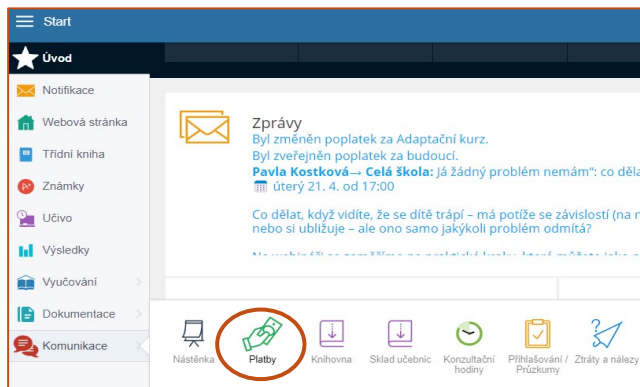 Start
Úvod
Notifikace
Webová stránka
Třídní kniha
Známky
Učivo
Výsledky
Vyučování
Dokumentace
Komunikace
Zprávy
Byl změněn poplatek za Adaptační kurz.
Byl zveřejněn poplatek za budoucí.
Pavla Kostková→ Celá škola: Já žádný problém nemám“: co děla
úterý 21. 4. od 17:00
Co dělat, když vidíte, že se dítě trápí – má potíže se závislostí (na n
nebo si ubližuje – ale ono samo jakýkoli problém odmítá?
Nástěnka
Platby
Knihovna
Sklad učebnic
Konzultační
hodiny
Přihlašování /
Průzkumy
Ztráty a nálezy